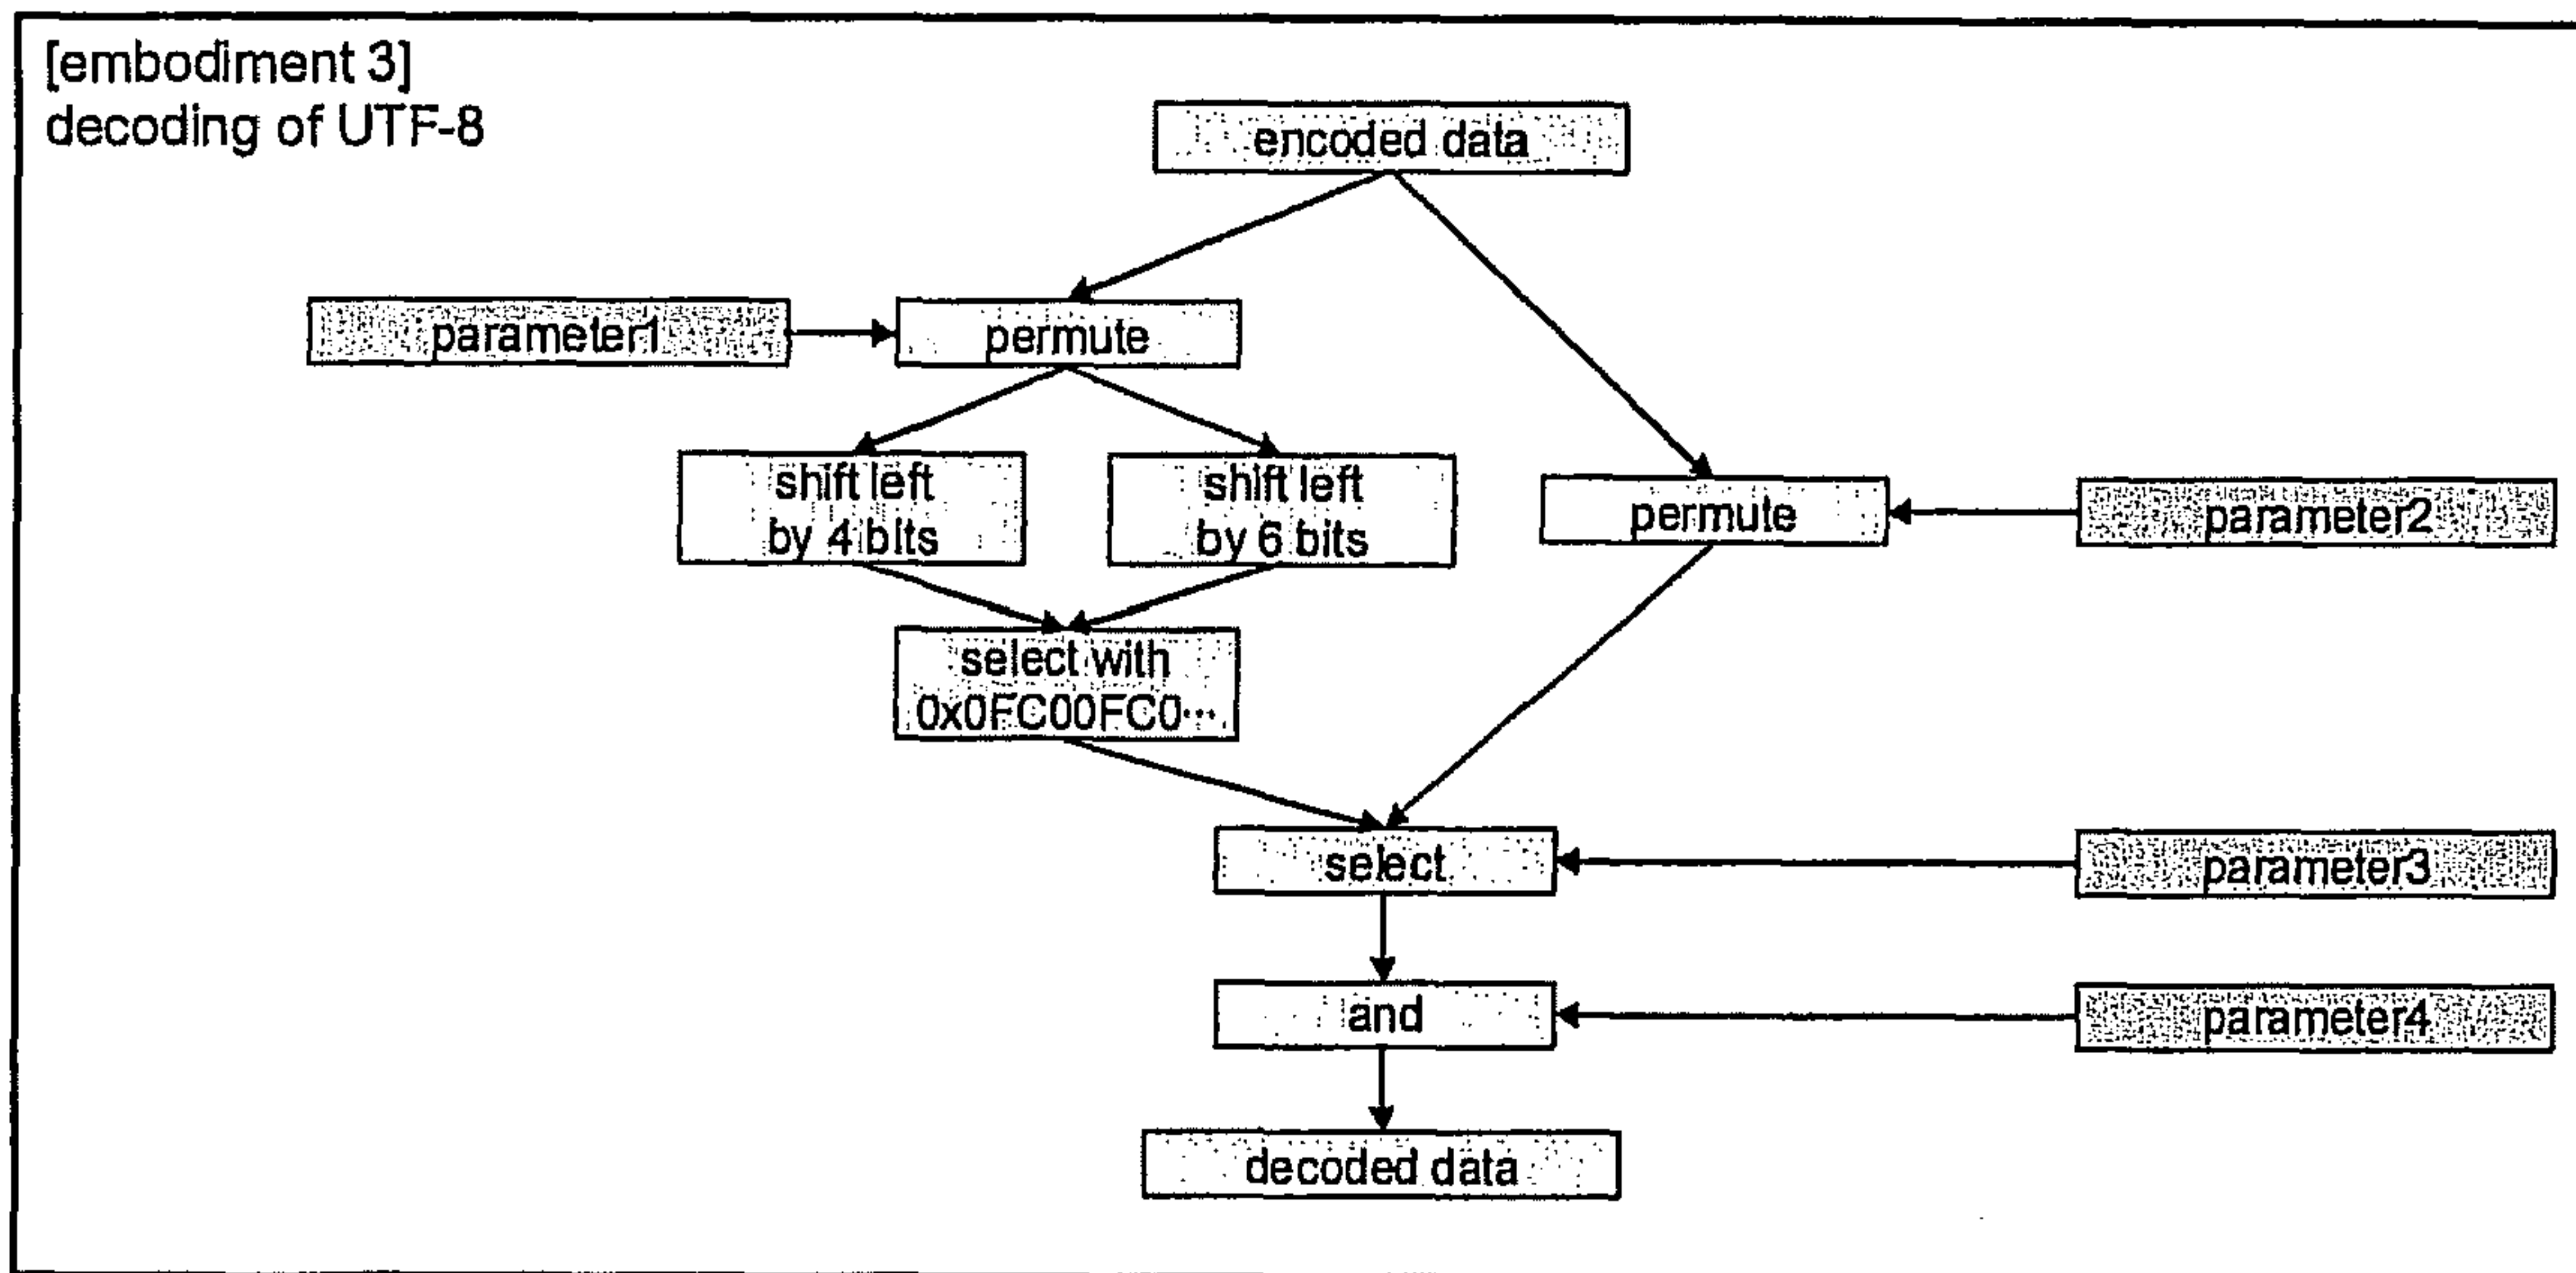 [embodiment 3]
decoding of UTF-8
encoded data
parameter1
permute
shift left
by 4 bits
shift left
by 6 bits
permute
parameter2
select with
0x0FC00FC0···
select
parameter3
and
parameter4
decoded data